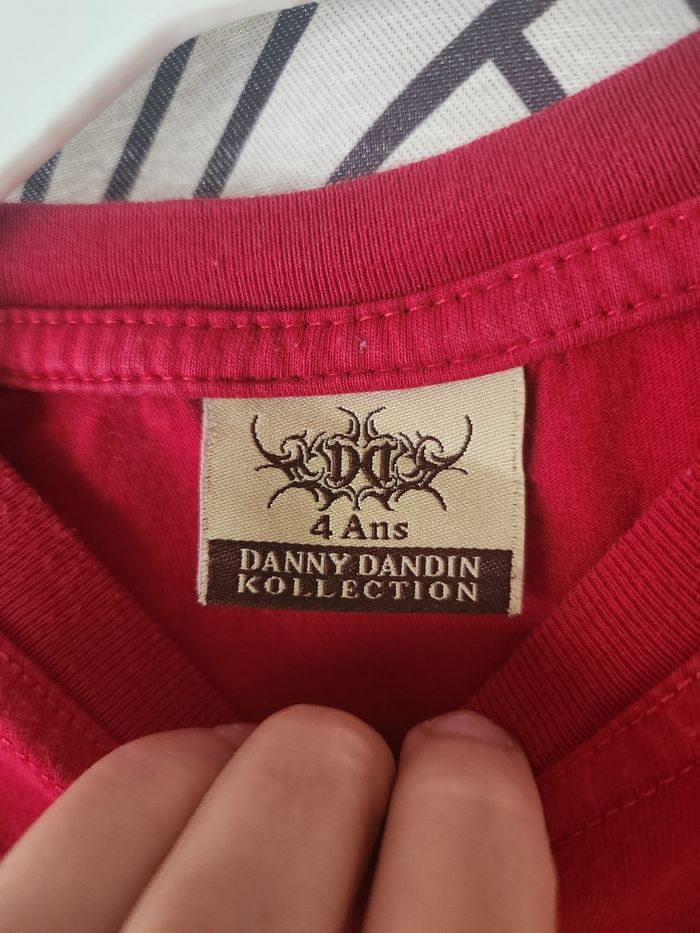 DD
4 Ans
DANNY DANDIN
KOLLECTION